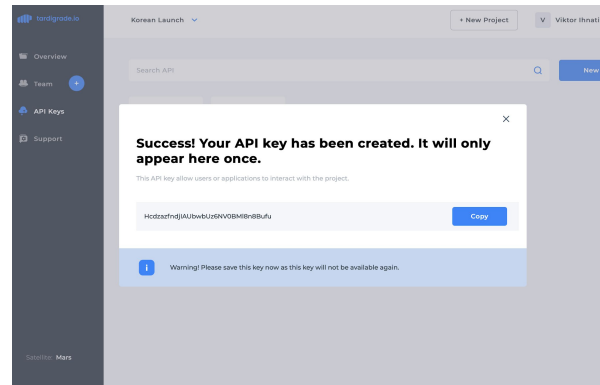 tardigrade.io
Korean Launch
+ New Project
V Viktor Ihnati
Overview
Team +
API Keys
Support
Search API
New
Success! Your API key has been created. It will only
appear here once.
This API key allow users or applications to interact with the project.
HcdzazfndjIAUbwbUz6NV0BMI8n8Bufu
Copy
i Warning! Please save this key now as this key will not be available again.
Satellite: Mars